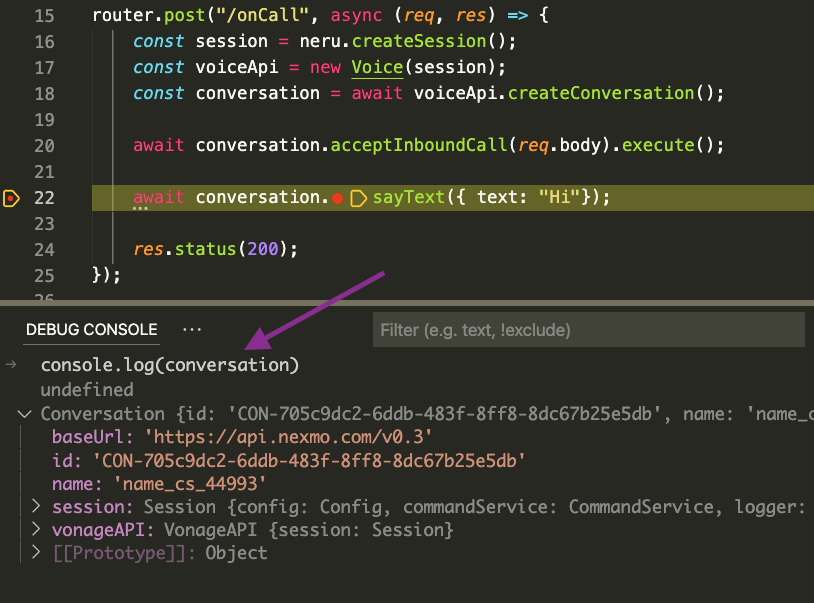 15 router.post("/onCall", async (req, res) => {
16 const session = neru.createSession();
17 const voiceApi = new Voice(session);
18 const conversation = await voiceApi.createConversation();
19
20 await conversation.acceptInboundCall(req.body).execute();
21
22 await conversation.sayText({ text: "Hi"});
23
24 res.status(200);
25 });
26
DEBUG CONSOLE ··· Filter (e.g. text, !exclude)
console.log(conversation)
undefined
Conversation {id: 'CON-705c9dc2-6ddb-483f-8ff8-8dc67b25e5db', name: 'name_c
baseUrl: 'https://api.nexmo.com/v0.3'
id: 'CON-705c9dc2-6ddb-483f-8ff8-8dc67b25e5db'
name: 'name_cs_44993'
session: Session {config: Config, commandService: CommandService, logger:
vonageAPI: VonageAPI {session: Session}
[[Prototype]]: Object